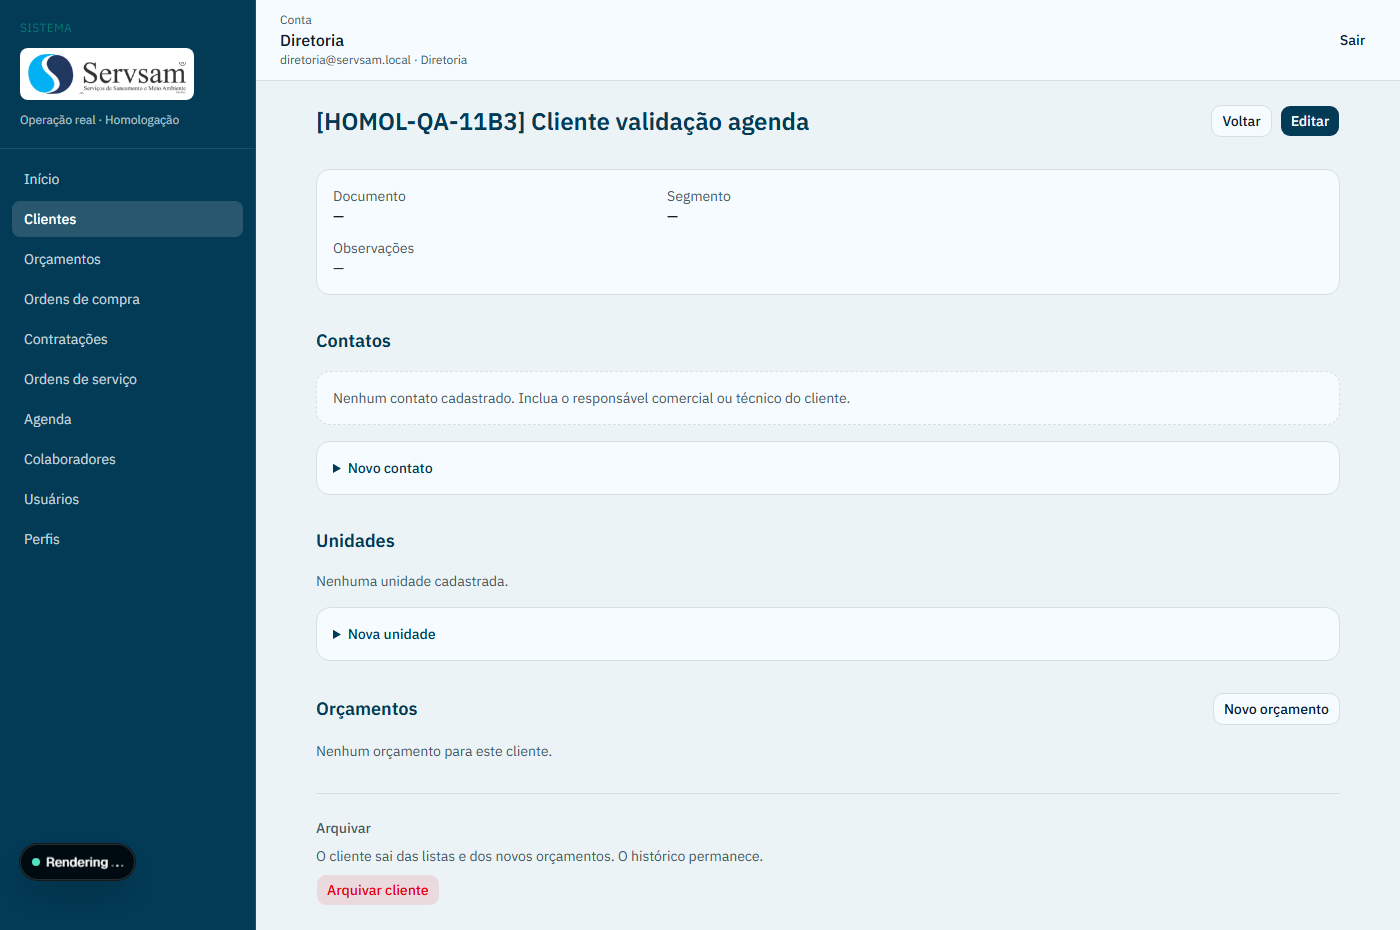 SISTEMA
Servsam
Serviços de Saneamento e Meio Ambiente
Operação real · Homologação
Início
Clientes
Orçamentos
Ordens de compra
Contratações
Ordens de serviço
Agenda
Colaboradores
Usuários
Perfis
Rendering ...
Conta
Diretoria
diretoria@servsam.local · Diretoria
Sair
[HOMOL-QA-11B3] Cliente validação agenda
Voltar
Editar
Documento
—
Segmento
—
Observações
—
Contatos
Nenhum contato cadastrado. Inclua o responsável comercial ou técnico do cliente.
Novo contato
Unidades
Nenhuma unidade cadastrada.
Nova unidade
Orçamentos
Novo orçamento
Nenhum orçamento para este cliente.
Arquivar
O cliente sai das listas e dos novos orçamentos. O histórico permanece.
Arquivar cliente